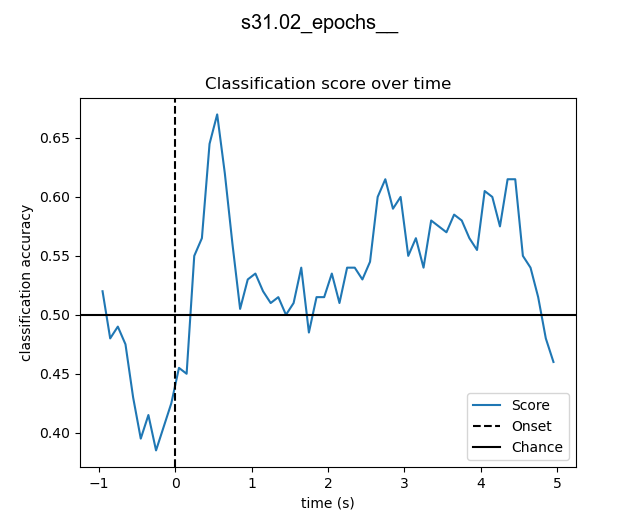 s31.02_epochs__
Classification score over time
classification accuracy
0.65
0.60
0.55
0.50
0.45
0.40
−1
0
1
2
3
4
5
time (s)
Score
Onset
Chance